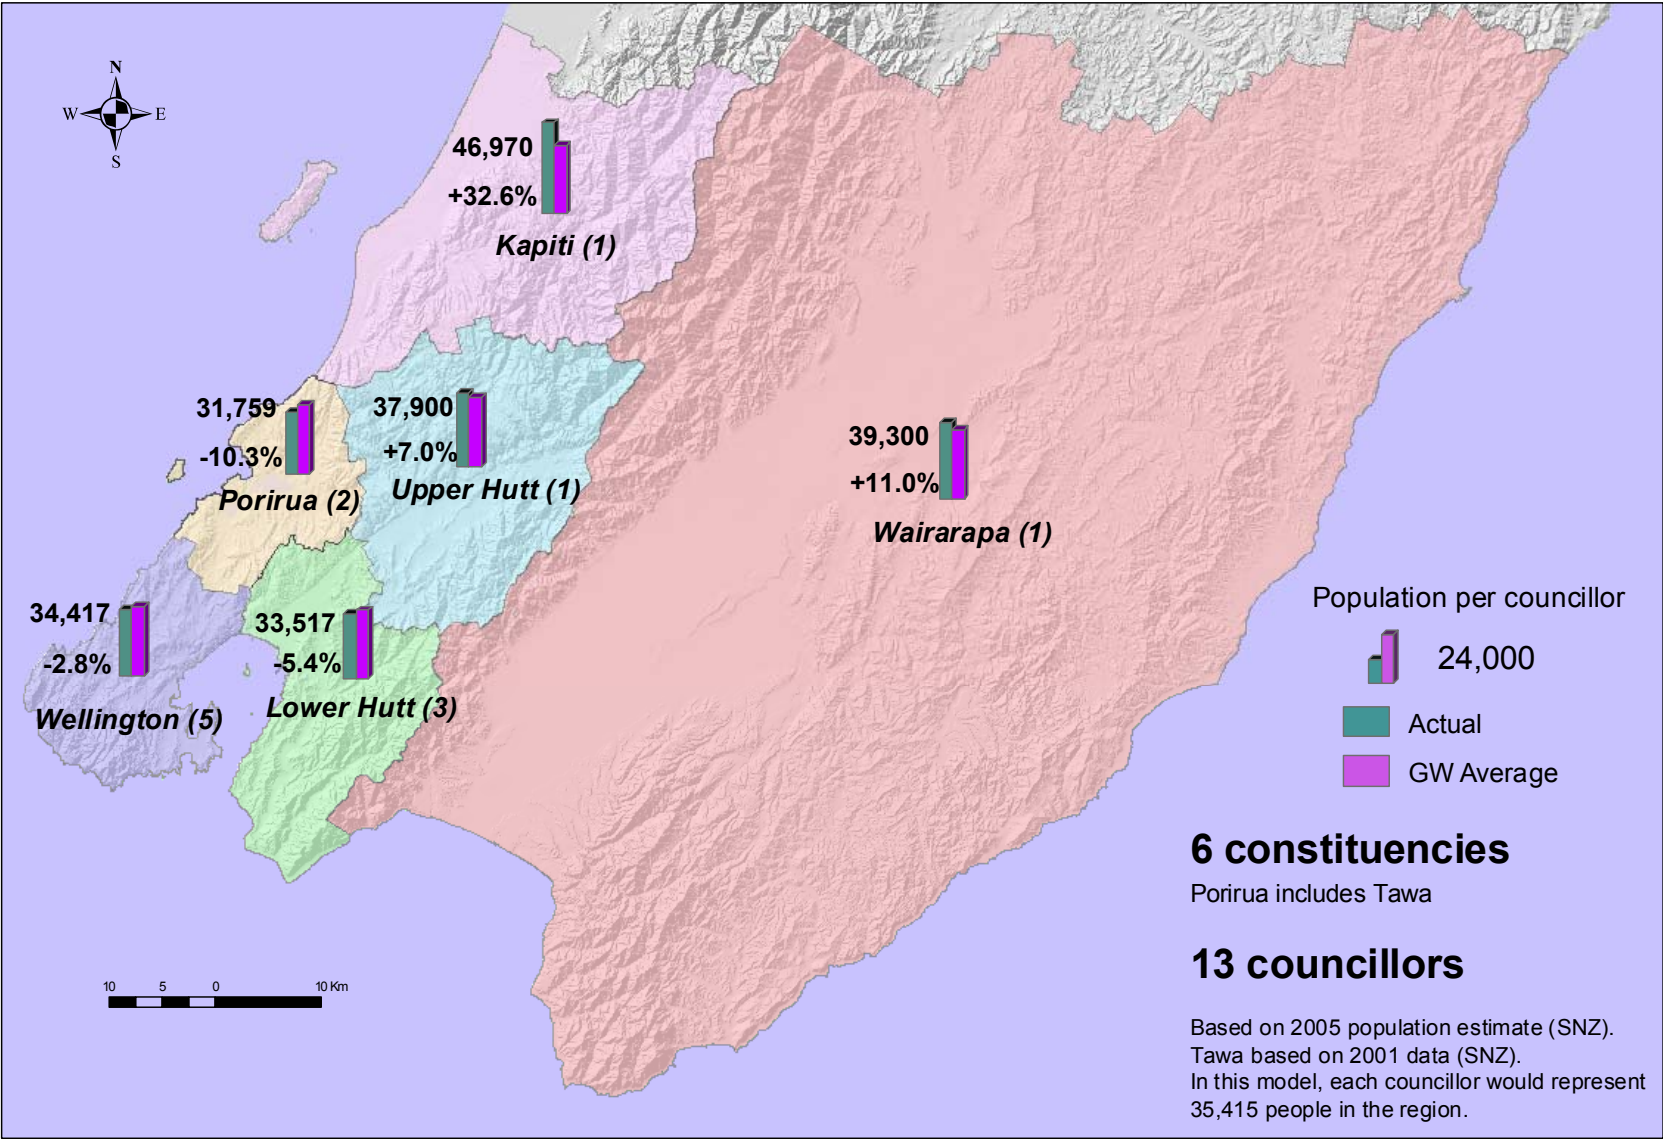 N
W E
S
46,970
+32.6%
Kapiti (1)
31,759
-10.3%
Porirua (2)
37,900
+7.0%
Upper Hutt (1)
39,300
+11.0%
Wairarapa (1)
34,417
-2.8%
Wellington (5)
33,517
-5.4%
Lower Hutt (3)
Population per councillor
24,000
Actual
GW Average
6 constituencies
Porirua includes Tawa
13 councillors
10 5 0 10 Km
Based on 2005 population estimate (SNZ).
Tawa based on 2001 data (SNZ).
In this model, each councillor would represent
35,415 people in the region.